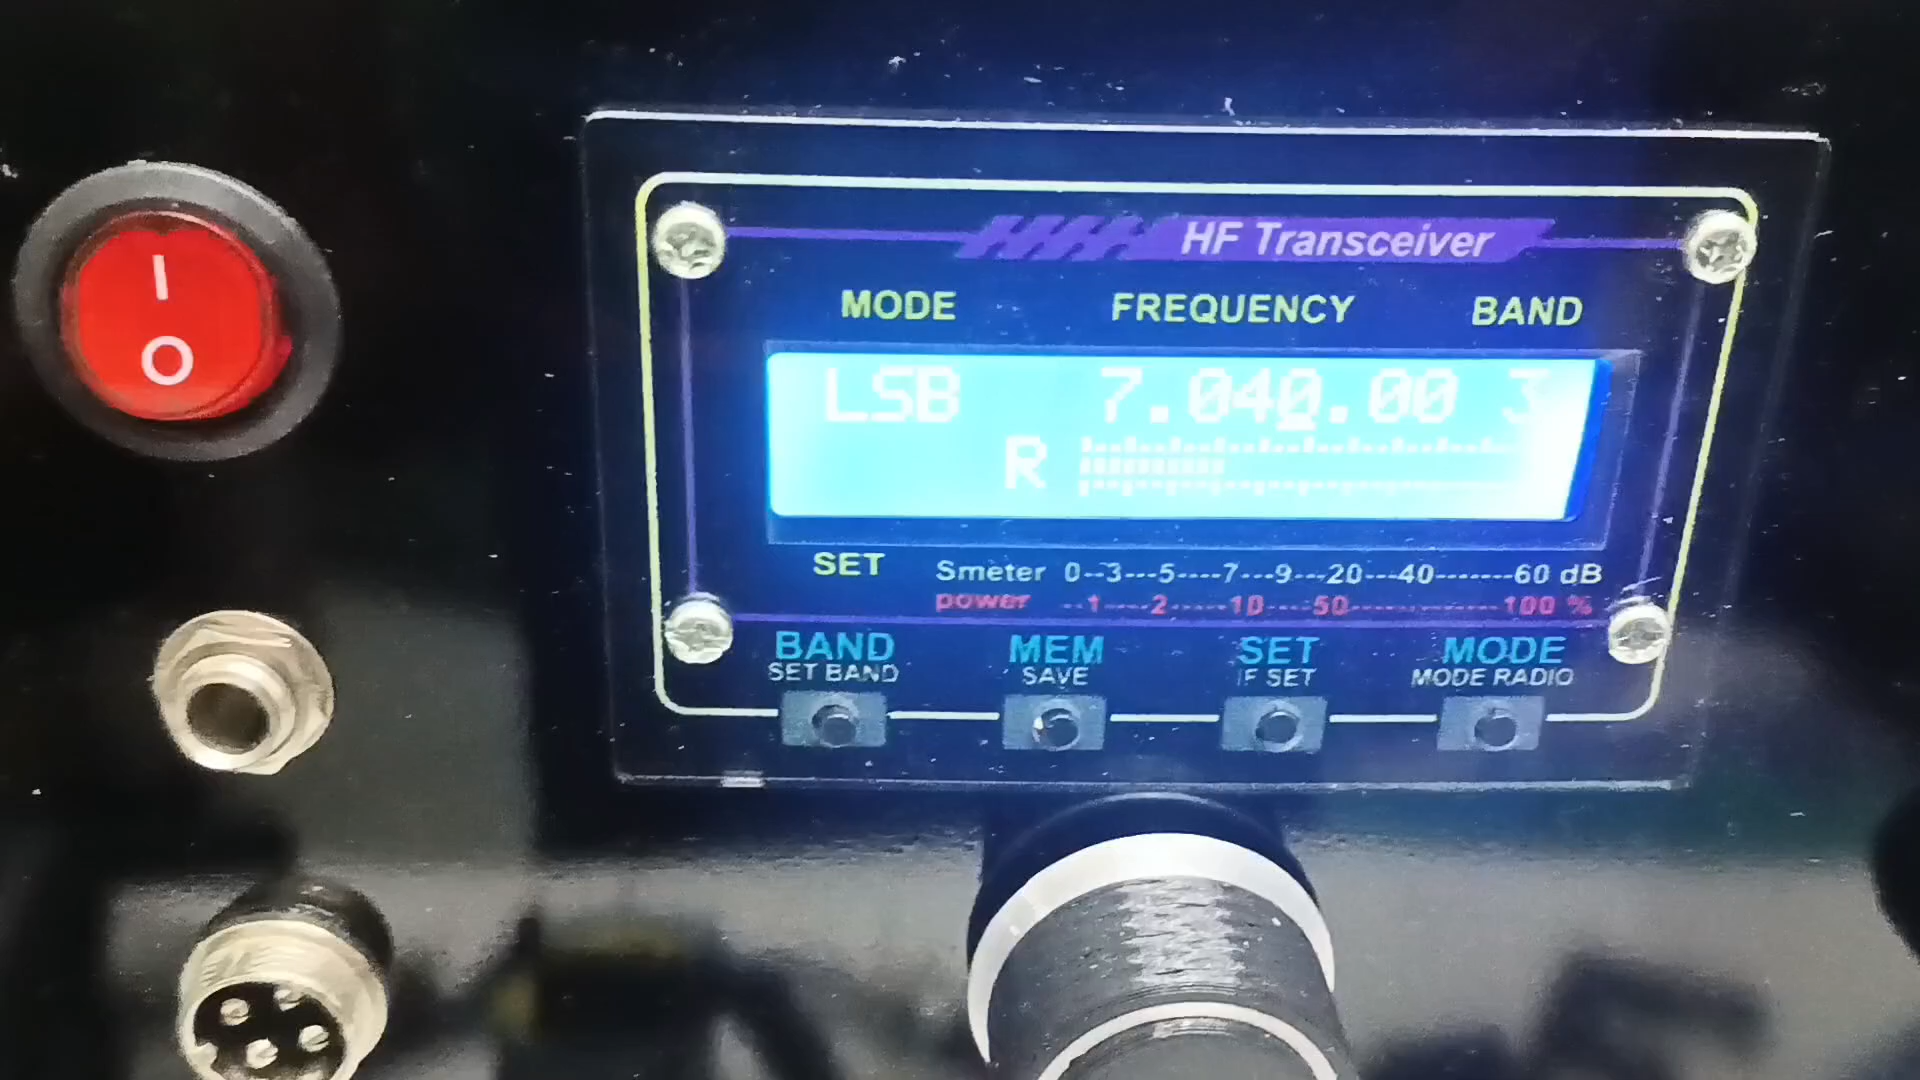 I
O
HF Transceiver
MODE FREQUENCY BAND
LSB 7.040.00 3
R
SET Smeter 0--3---5----7---9---20---40-------60 dB
power --1----2-----10---50---------------100 %
BAND MEM SET MODE
SET BAND SAVE IF SET MODE RADIO